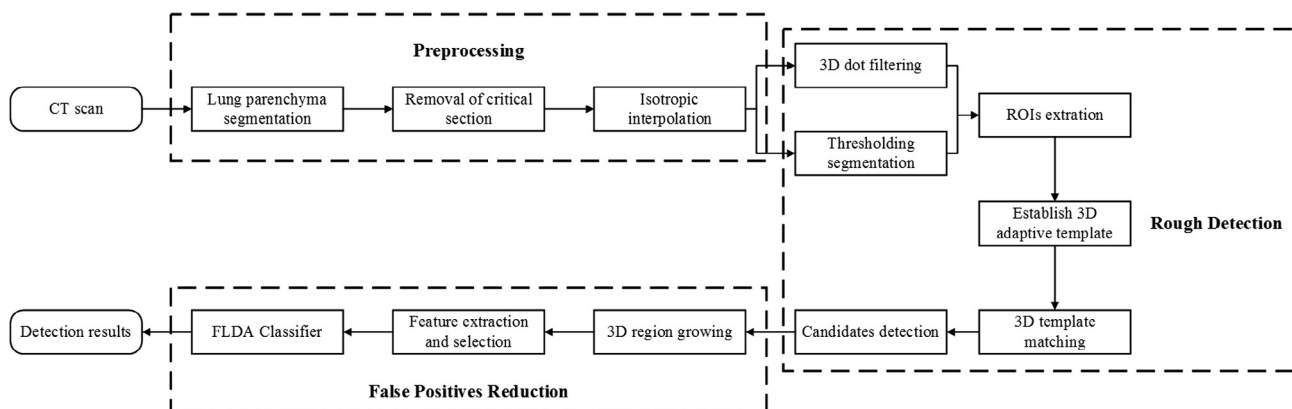 Preprocessing
CT scan
Lung parenchyma
segmentation
Removal of critical
section
Isotropic
interpolation
3D dot filtering
Thresholding
segmentation
ROIs extration
Establish 3D
adaptive template
Rough Detection
3D template
matching
Candidates detection
3D region growing
Feature extraction
and selection
FLDA Classifier
Detection results
False Positives Reduction